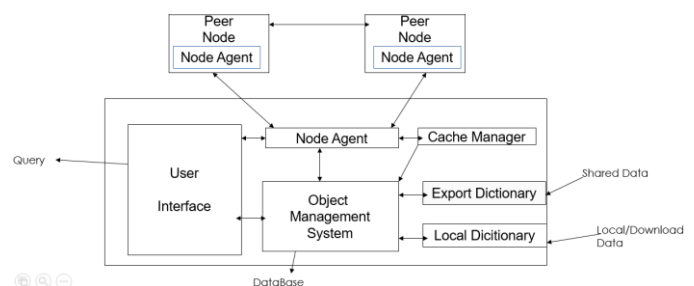 Peer
Node
Node Agent
Peer
Node
Node Agent
Node Agent
Cache Manager
Query
User
Interface
Object
Management
System
Export Dictionary
Shared Data
Local Dicitionary
Local/Download
Data
DataBase